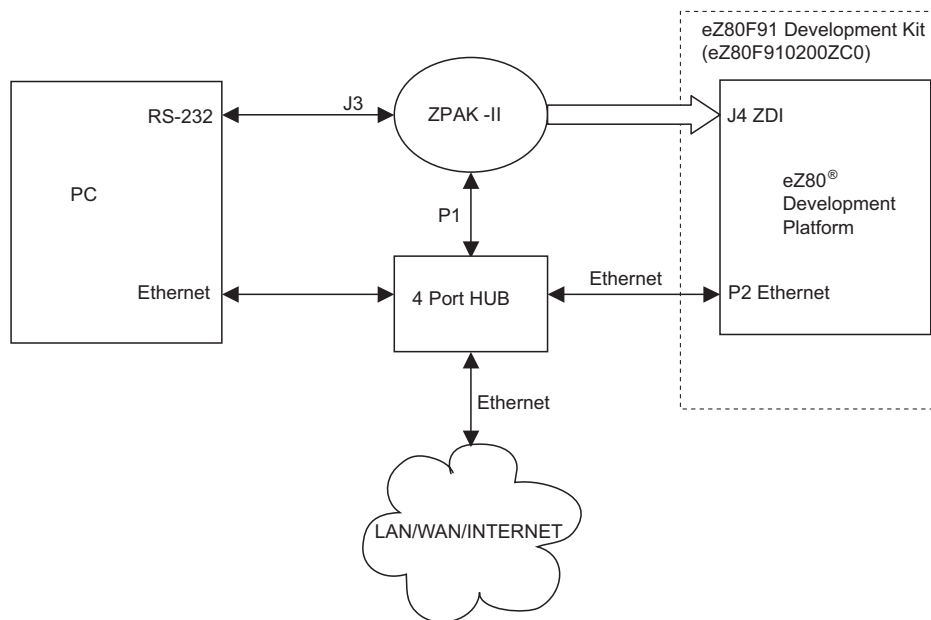 eZ80F91 Development Kit
(eZ80F910200ZC0)
RS-232
J3
ZPAK -II
J4 ZDI
PC
eZ80®
Development
Platform
P1
Ethernet
4 Port HUB
Ethernet
P2 Ethernet
Ethernet
LAN/WAN/INTERNET